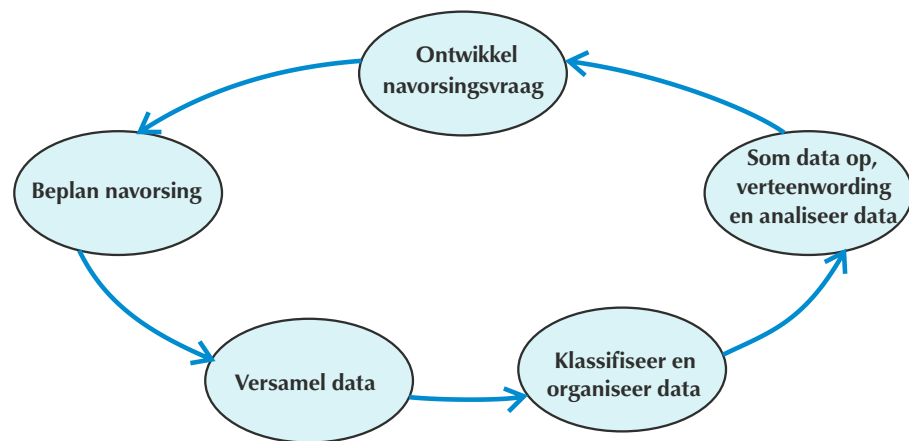 Ontwikkel
navorsingsvraag
Beplan navorsing
Versamel data
Klassifiseer en
organiseer data
Som data op,
verteenwording
en analiseer data